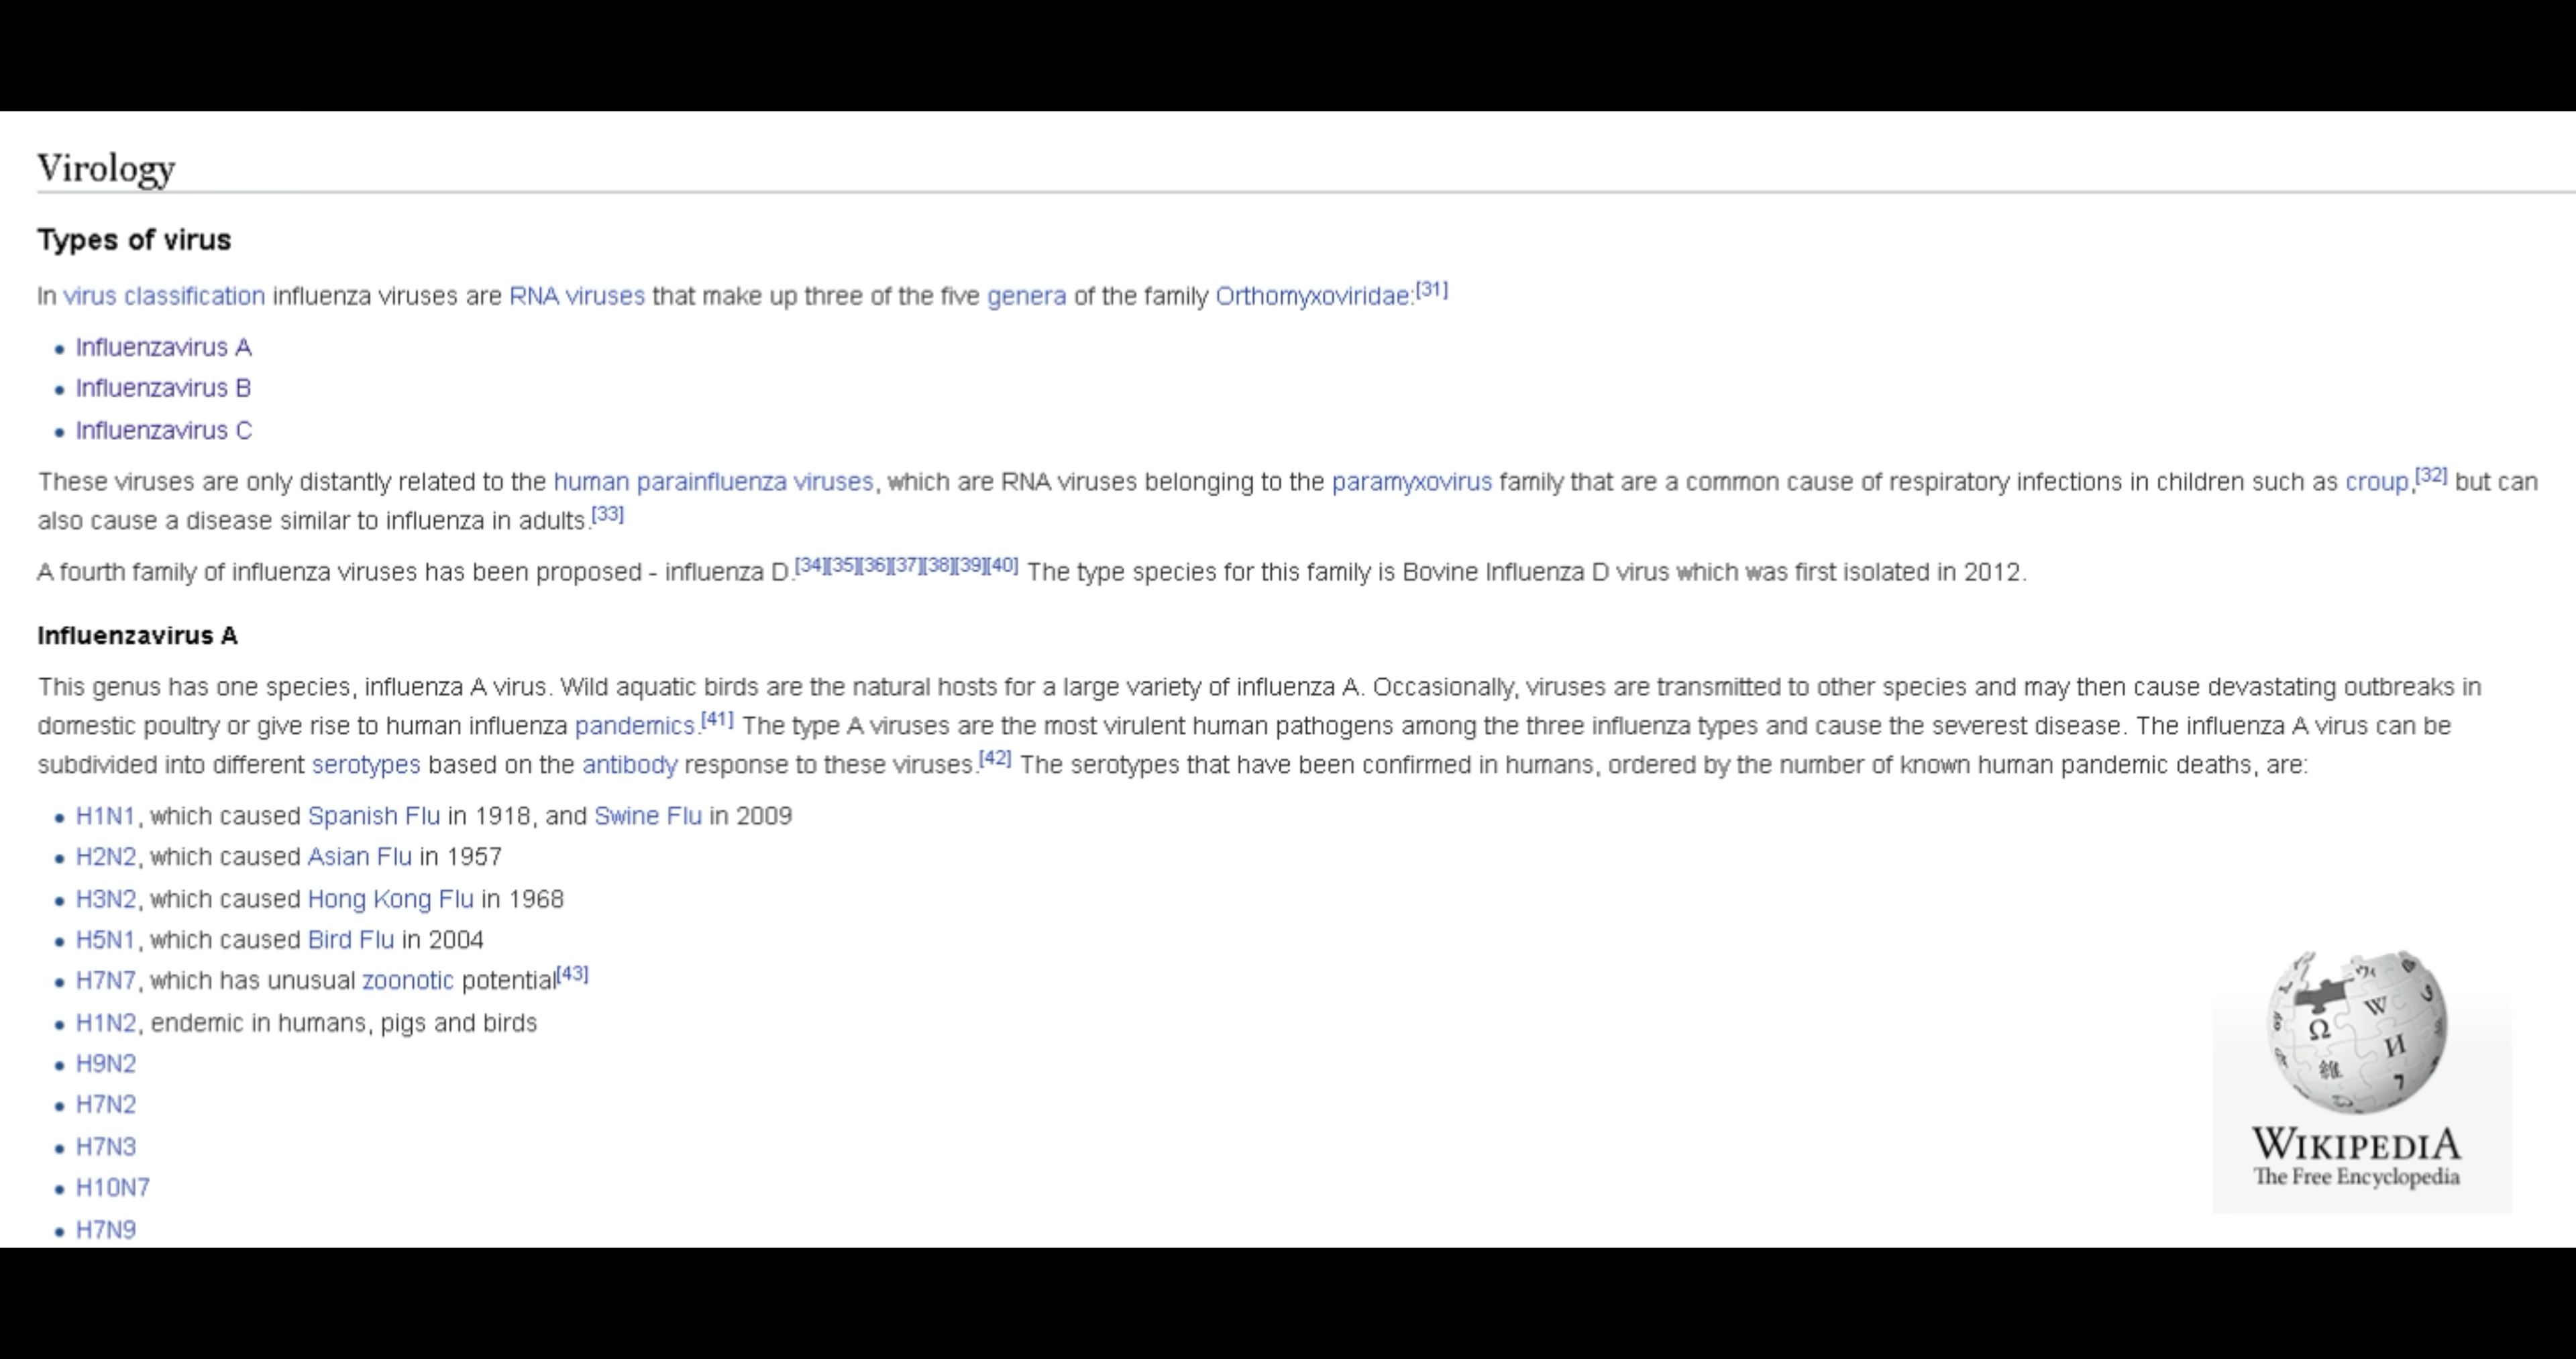 Virology
Types of virus
In virus classification influenza viruses are RNA viruses that make up three of the five genera of the family Orthomyxoviridae:[31]
• Influenzavirus A
• Influenzavirus B
• Influenzavirus C
These viruses are only distantly related to the human parainfluenza viruses, which are RNA viruses belonging to the paramyxovirus family that are a common cause of respiratory infections in children such as croup,[32] but can
also cause a disease similar to influenza in adults.[33]
A fourth family of influenza viruses has been proposed - influenza D.[34][35][36][37][38][39][40] The type species for this family is Bovine Influenza D virus which was first isolated in 2012.
Influenzavirus A
This genus has one species, influenza A virus. Wild aquatic birds are the natural hosts for a large variety of influenza A. Occasionally, viruses are transmitted to other species and may then cause devastating outbreaks in
domestic poultry or give rise to human influenza pandemics.[41] The type A viruses are the most virulent human pathogens among the three influenza types and cause the severest disease. The influenza A virus can be
subdivided into different serotypes based on the antibody response to these viruses.[42] The serotypes that have been confirmed in humans, ordered by the number of known human pandemic deaths, are:
• H1N1, which caused Spanish Flu in 1918, and Swine Flu in 2009
• H2N2, which caused Asian Flu in 1957
• H3N2, which caused Hong Kong Flu in 1968
• H5N1, which caused Bird Flu in 2004
• H7N7, which has unusual zoonotic potential[43]
• H1N2, endemic in humans, pigs and birds
• H9N2
• H7N2
• H7N3
• H10N7
• H7N9
Ω W И 維 7
WIKIPEDIA
The Free Encyclopedia